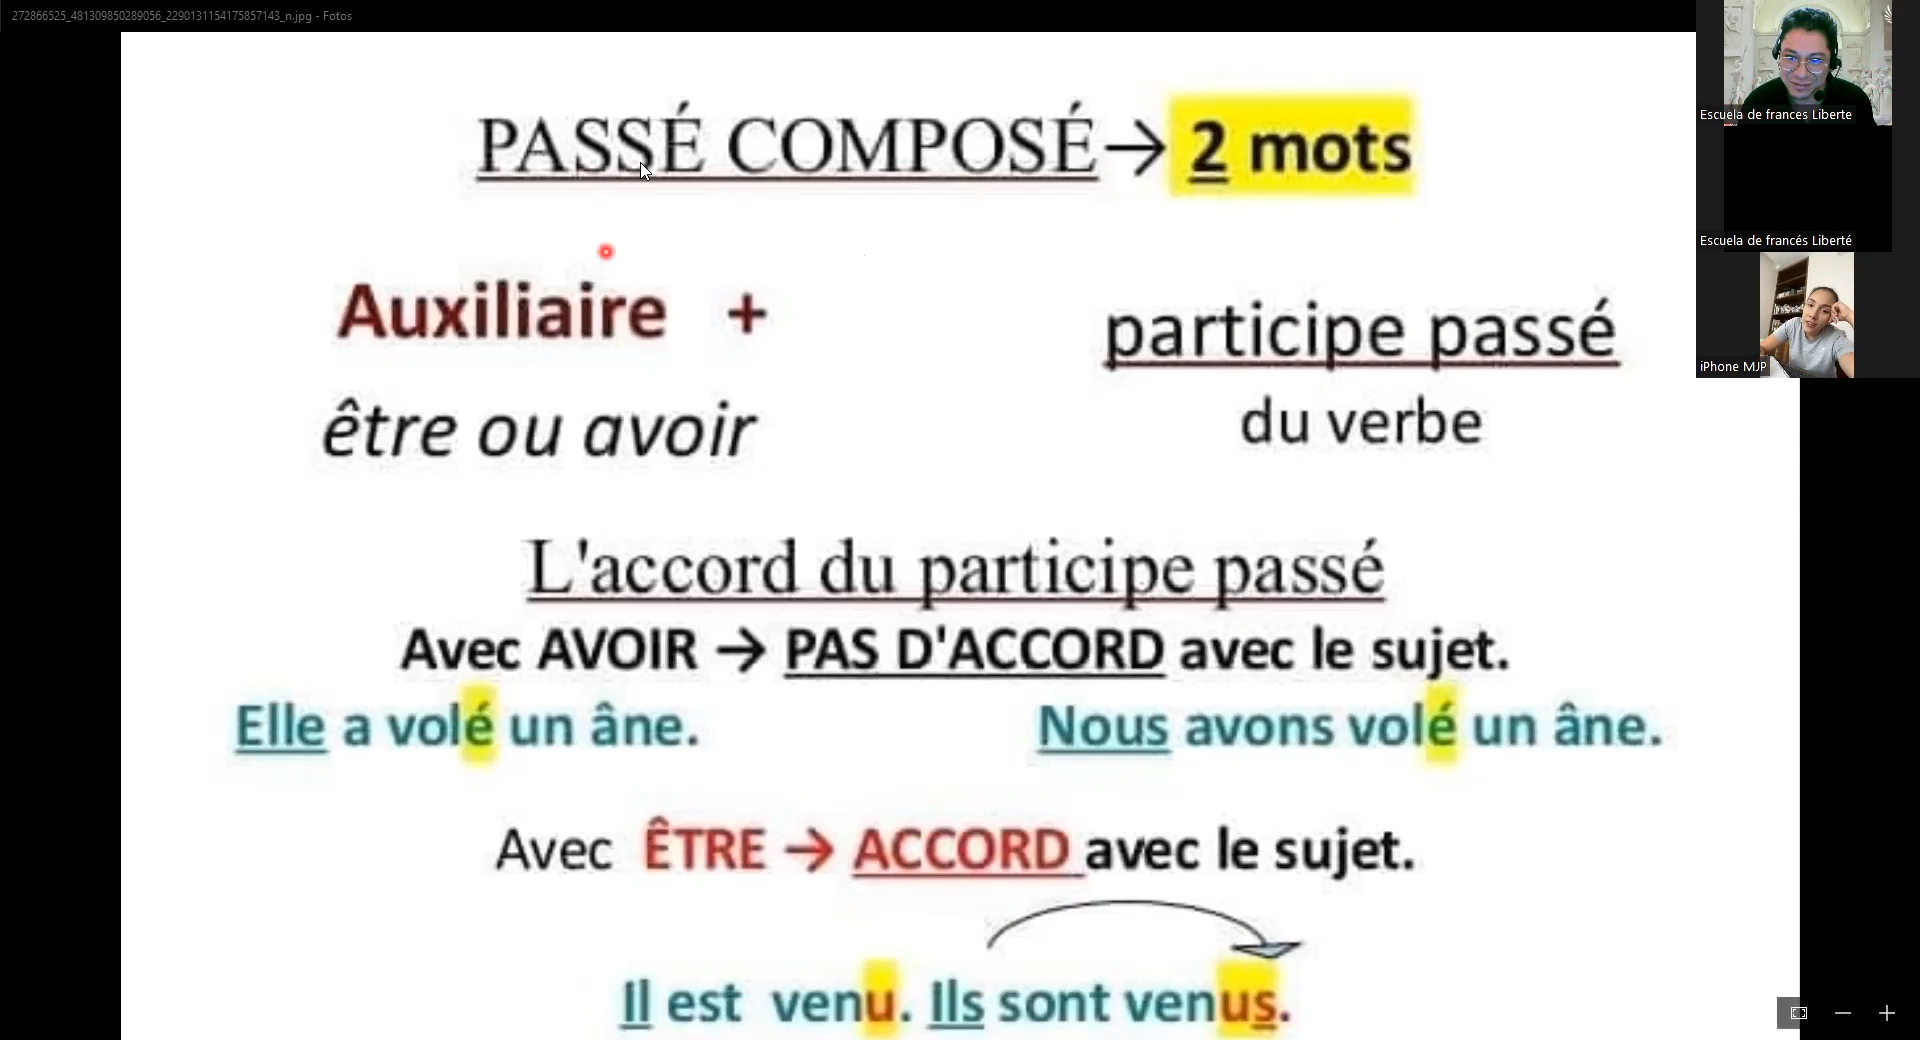 272866525_481309850289056_2290131154175857143_n.jpg - Fotos
PASSÉ COMPOSÉ→ 2 mots
Auxiliaire + participe passé
être ou avoir du verbe
L'accord du participe passé
Avec AVOIR → PAS D'ACCORD avec le sujet.
Elle a volé un âne. Nous avons volé un âne.
Avec ÊTRE → ACCORD avec le sujet.
Il est venu. Ils sont venus.
Escuela de frances Liberte
Escuela de francés Liberté
iPhone MJP